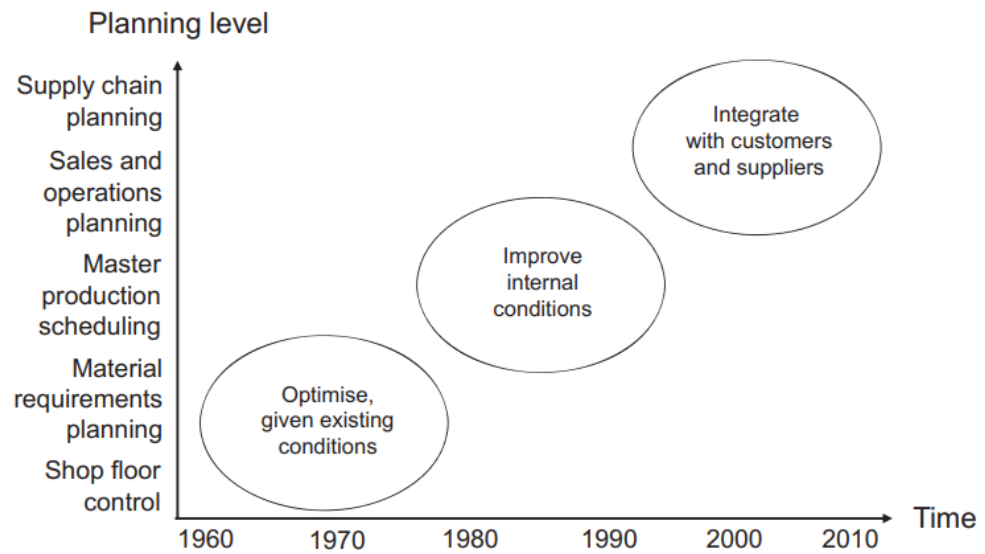 Planning level
Supply chain
planning
Sales and
operations
planning
Master
production
scheduling
Material
requirements
planning
Shop floor
control
Integrate
with customers
and suppliers
Improve
internal
conditions
Optimise,
given existing
conditions
1960 1970 1980 1990 2000 2010
Time